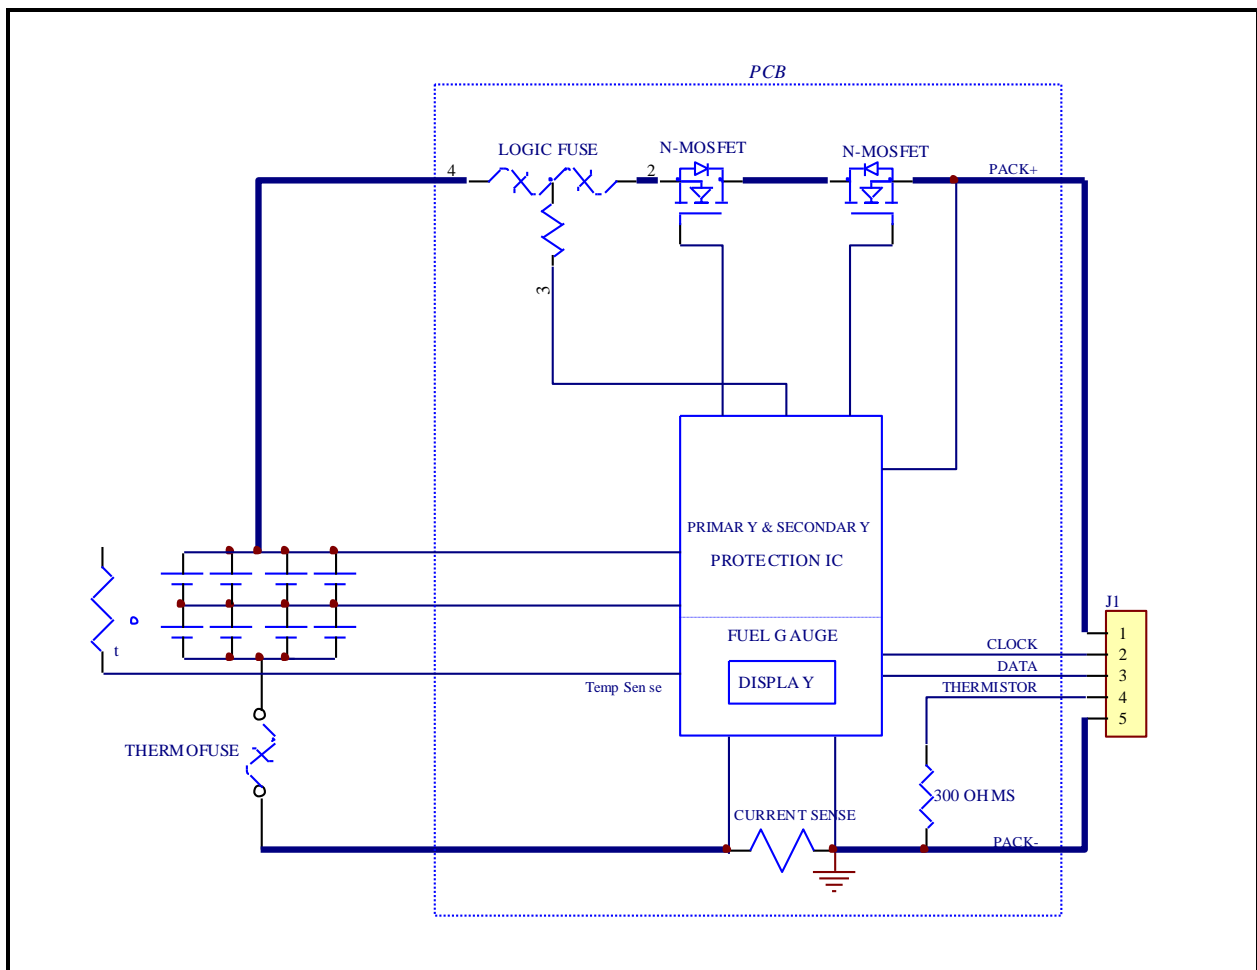 PCB
LOGIC FUSE
N-MOSFET
N-MOSFET
4
2
PACK+
3
PRIMARY & SECONDARY
PROTECTION IC
J1
1
FUEL GAUGE
CLOCK
2
t
DATA
3
Temp Sense
DISPLAY
THERMISTOR
4
5
THERMOFUSE
300 OHMS
CURRENT SENSE
PACK-